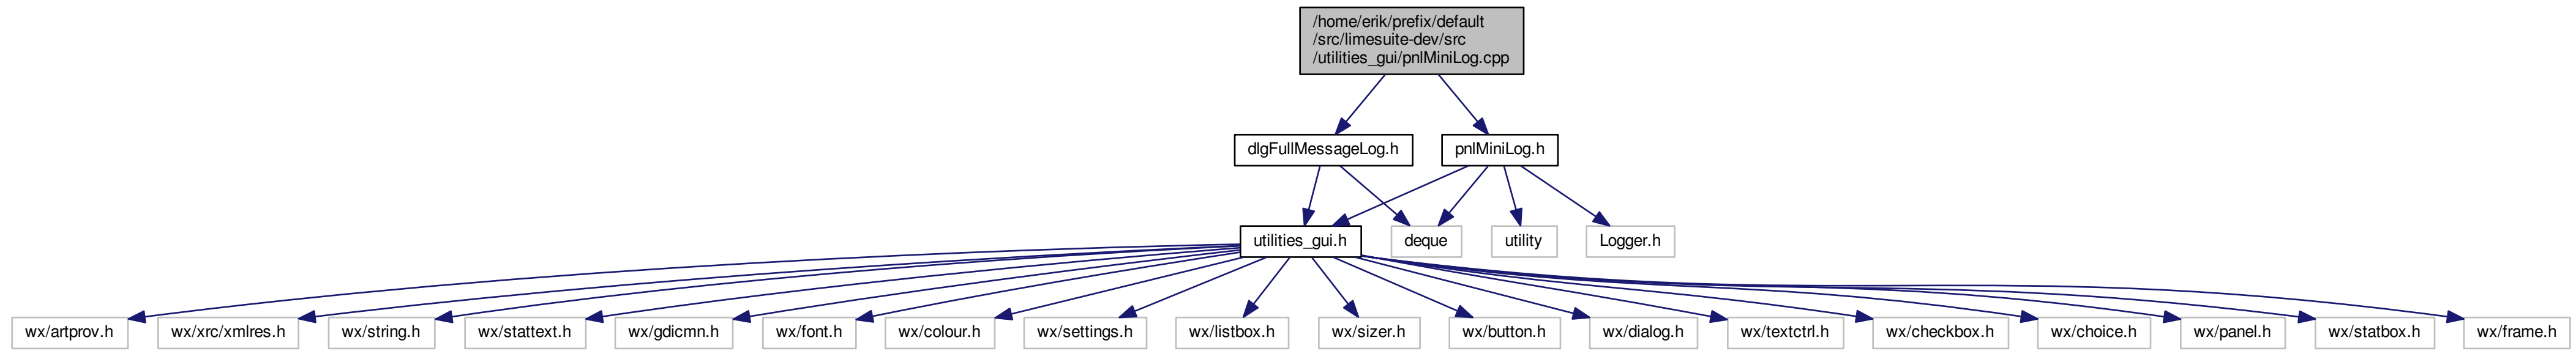 /home/erik/prefix/default
/src/limesuite-dev/src
/utilities_gui/pnlMiniLog.cpp
dlgFullMessageLog.h
pnlMiniLog.h
utilities_gui.h
deque
utility
Logger.h
wx/artprov.h
wx/xrc/xmlres.h
wx/string.h
wx/stattext.h
wx/gdicmn.h
wx/font.h
wx/colour.h
wx/settings.h
wx/listbox.h
wx/sizer.h
wx/button.h
wx/dialog.h
wx/textctrl.h
wx/checkbox.h
wx/choice.h
wx/panel.h
wx/statbox.h
wx/frame.h